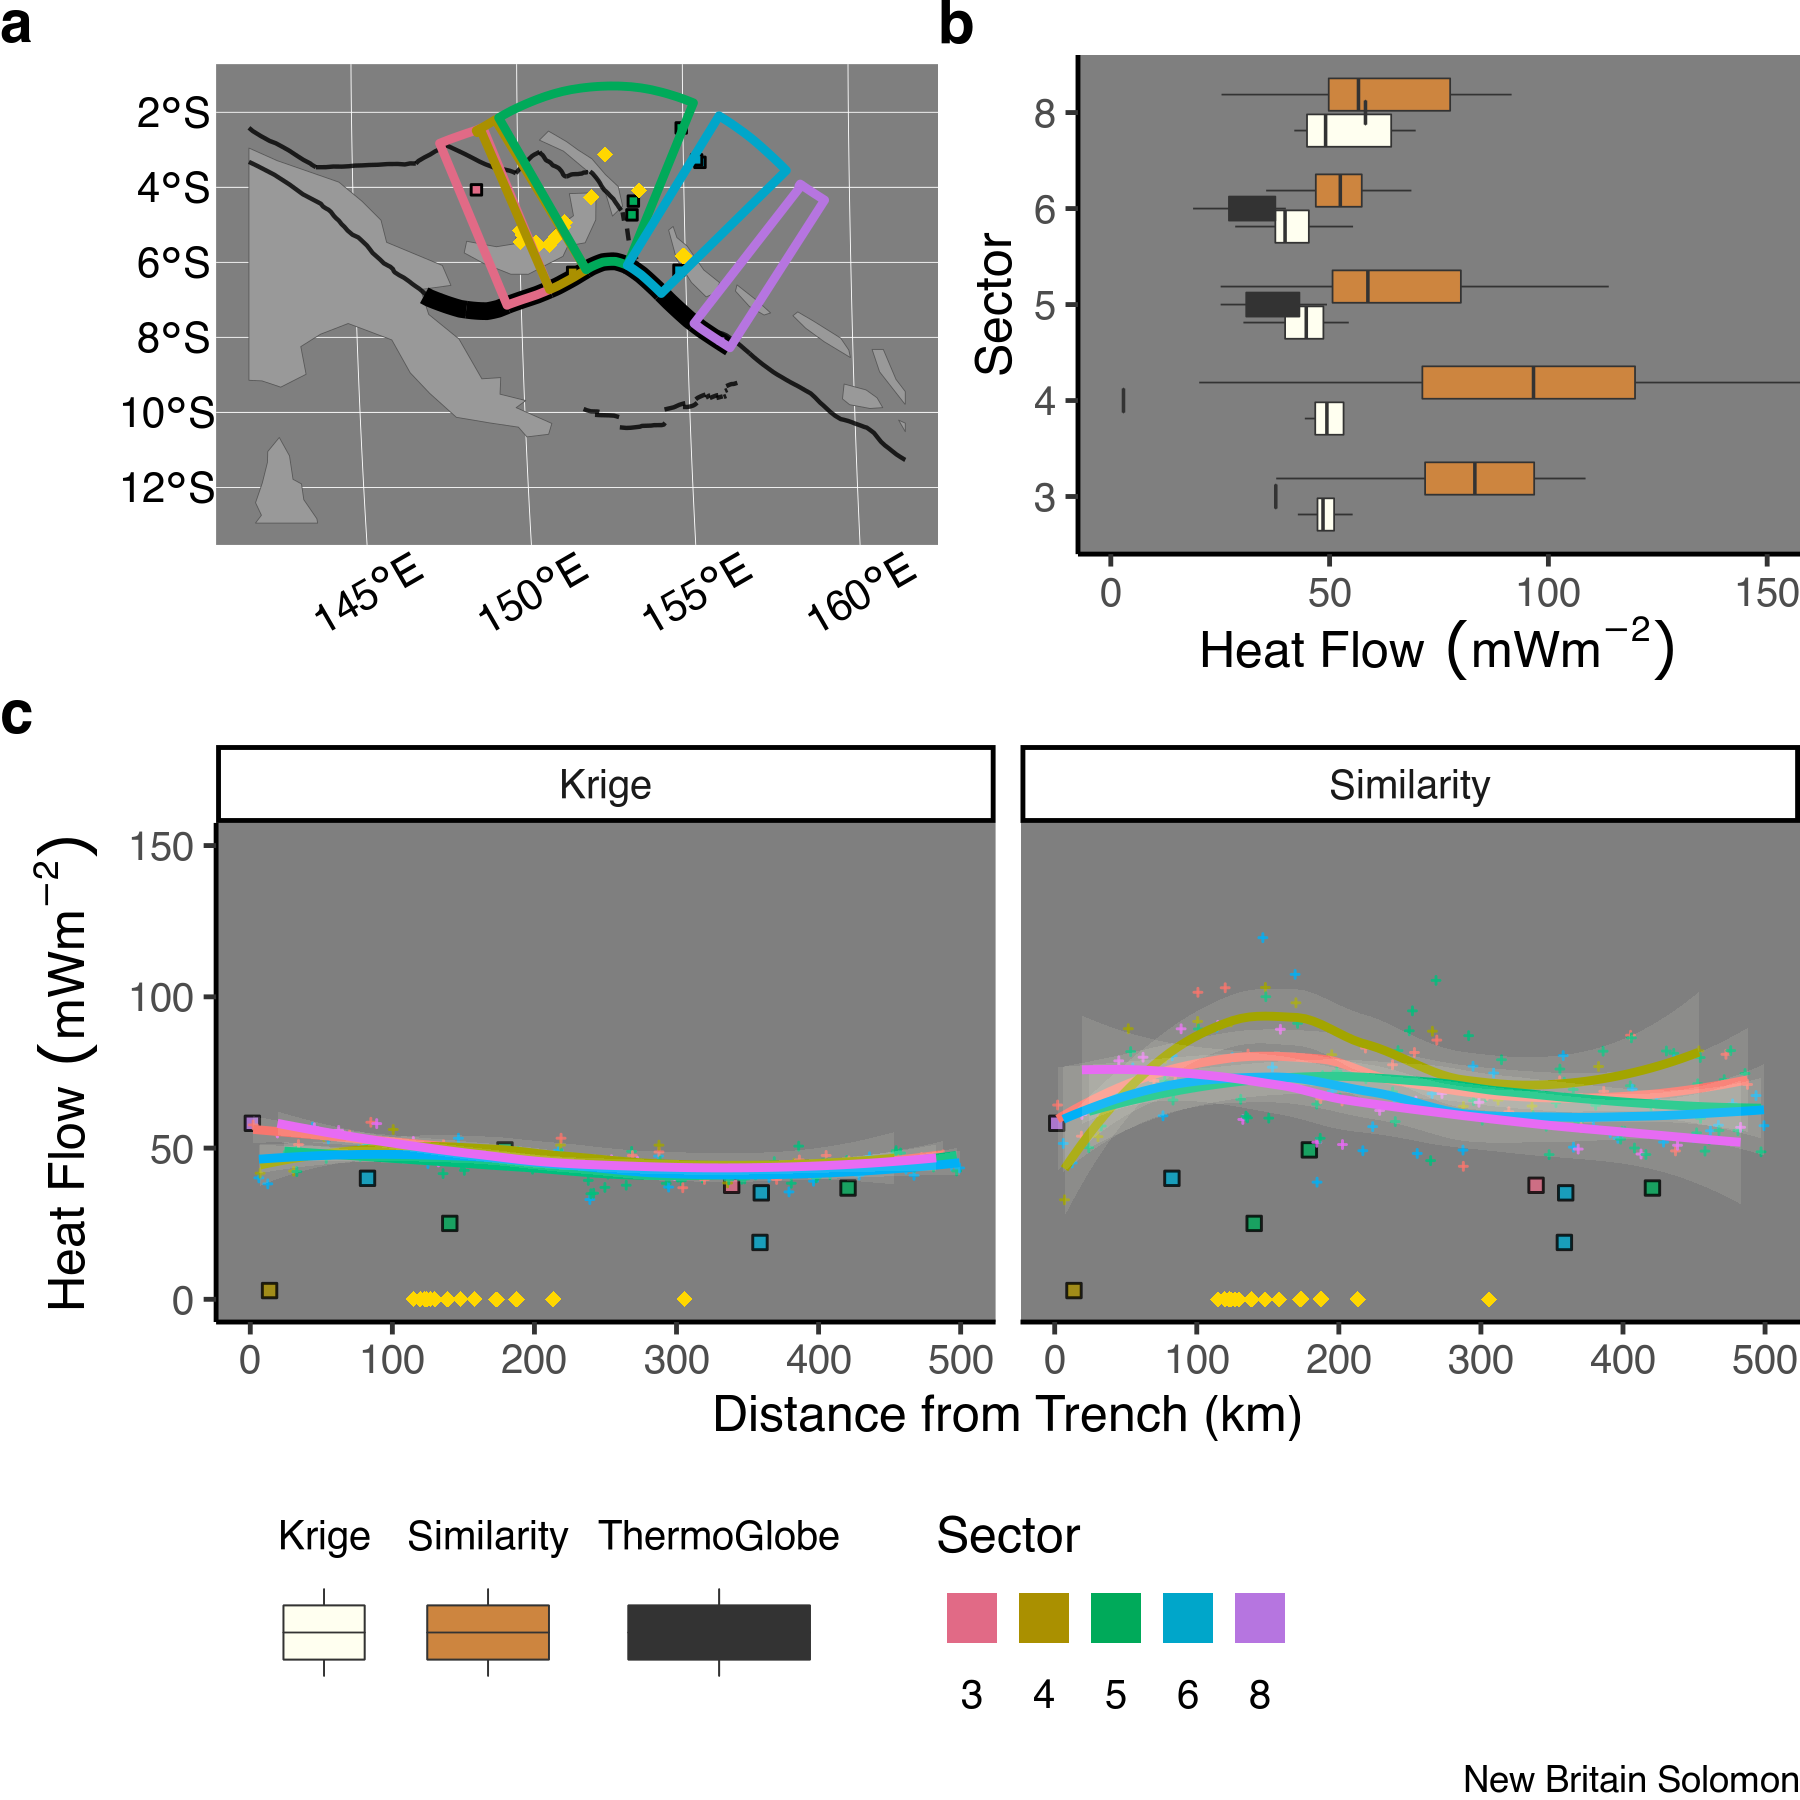 a
b
2°S
4°S
6°S
8°S
10°S
12°S
145°E
150°E
155°E
160°E
Sector
8
6
5
4
3
0
50
100
150
Heat Flow (mWm−2)
c
Krige
Similarity
Heat Flow (mWm−2)
150
100
50
0
0
100
200
300
400
500
0
100
200
300
400
500
Distance from Trench (km)
Krige
Similarity
ThermoGlobe
Sector
3
4
5
6
8
New Britain Solomon